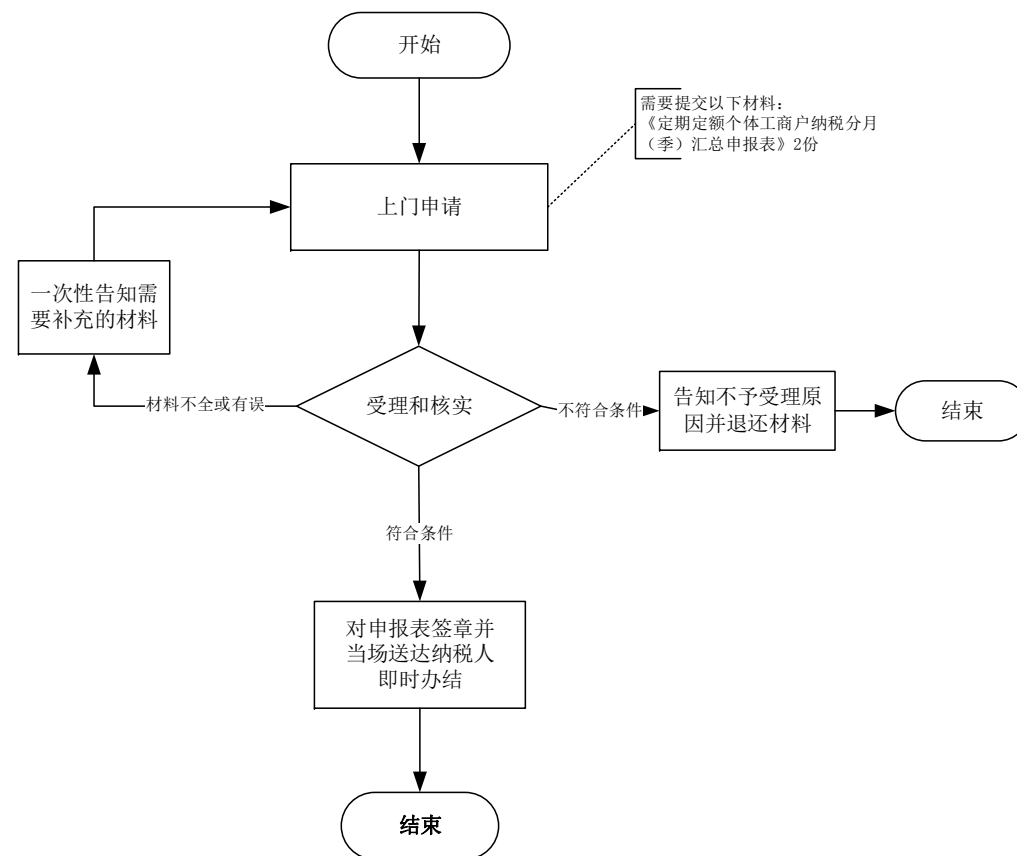 开始
需要提交以下材料：
《定期定额个体工商户纳税分月
（季）汇总申报表》2份
上门申请
一次性告知需
要补充的材料
材料不全或有误
受理和核实
不符合条件
告知不予受理原
因并退还材料
结束
符合条件
对申报表签章并
当场送达纳税人
即时办结
结束